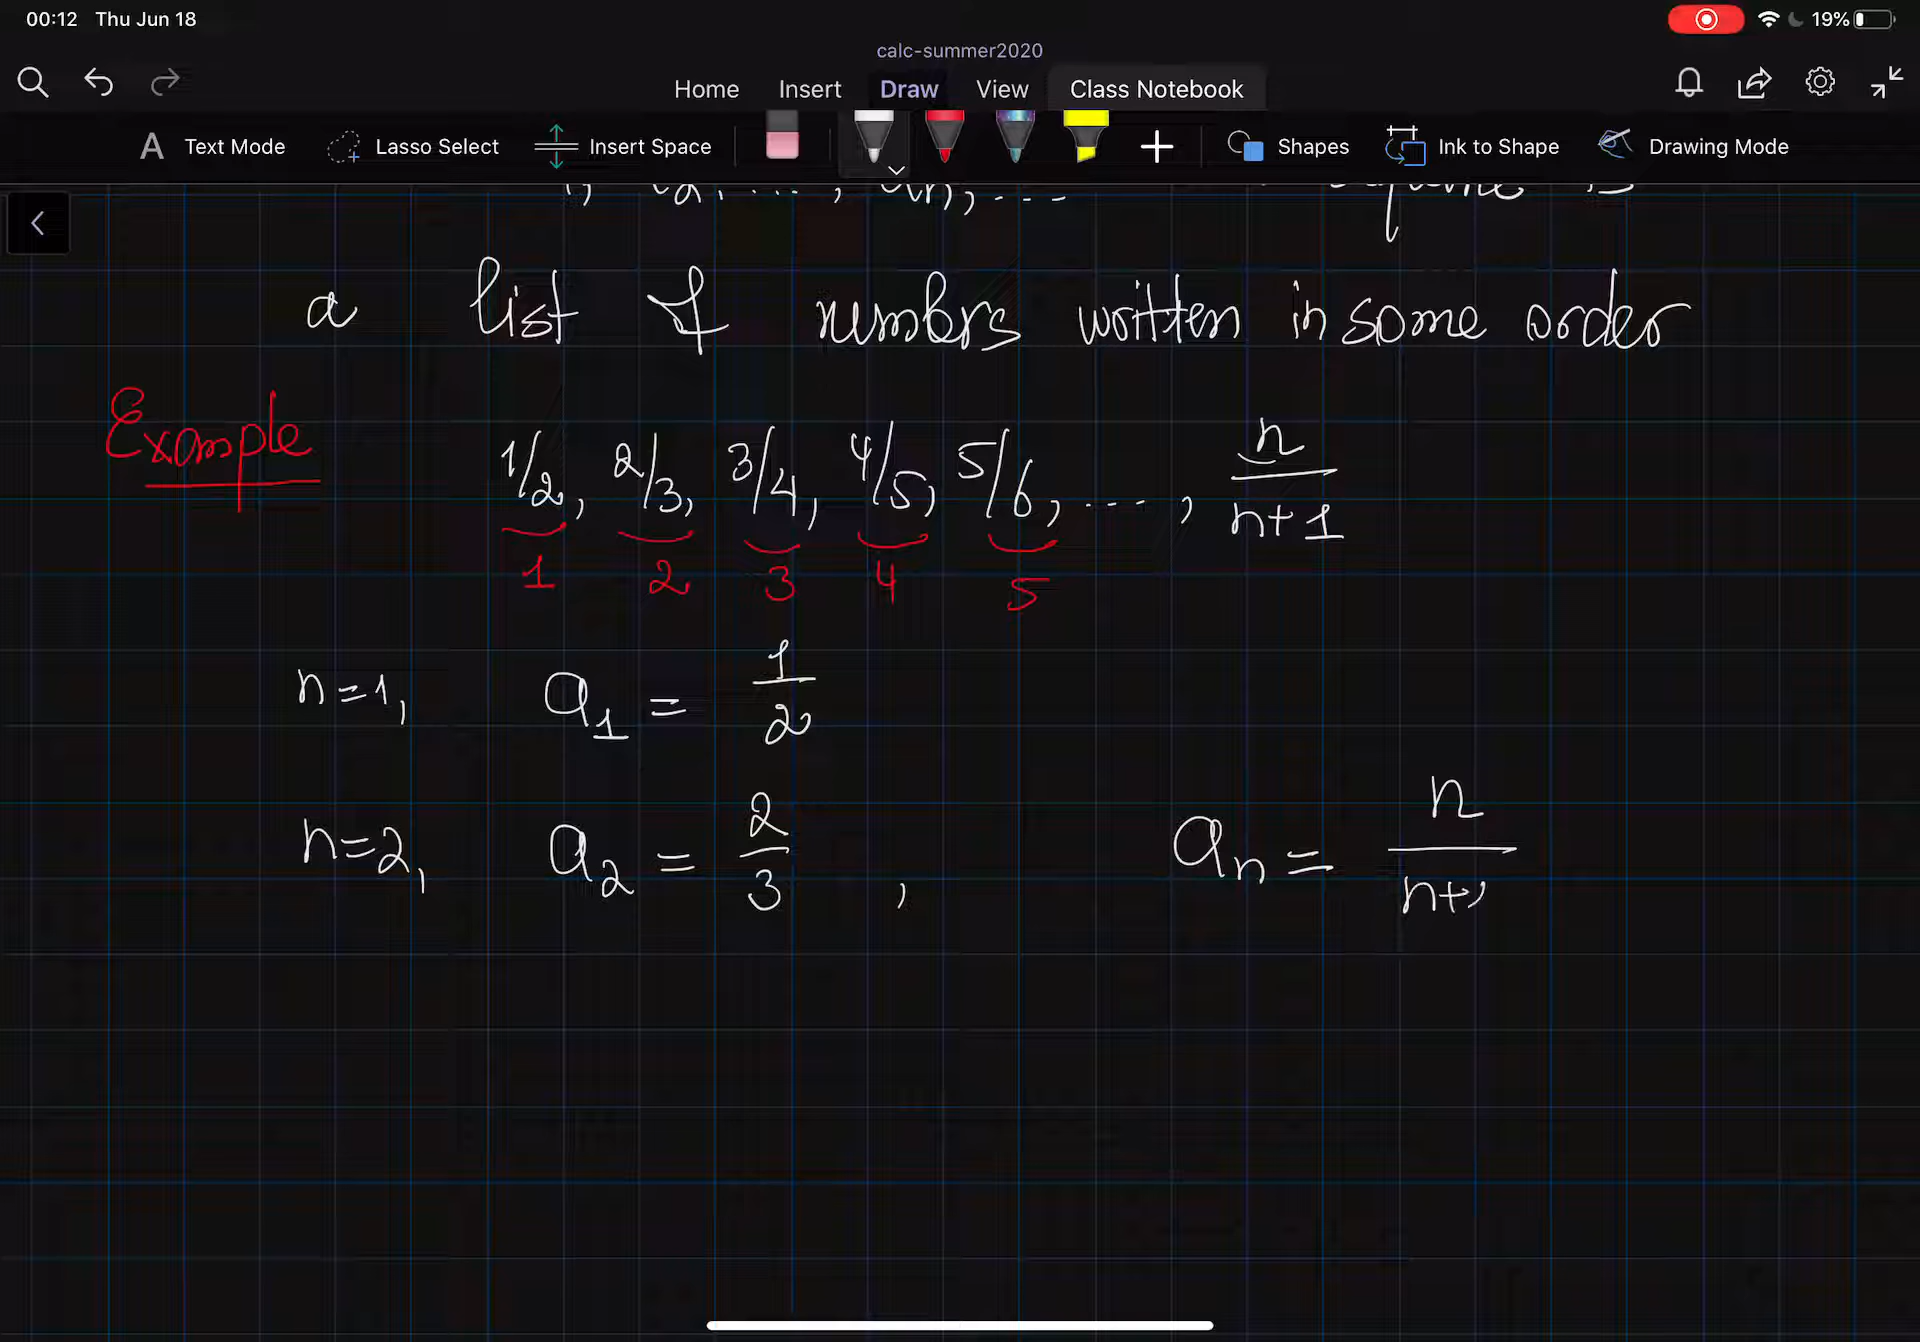 00:12 Thu Jun 18 19%
calc-summer2020
Home Insert Draw View Class Notebook
Text Mode Lasso Select Insert Space Shapes Ink to Shape Drawing Mode
a list of numbers written in some order
Example 1/2, 2/3, 3/4, 4/5, 5/6, ..., n/n+1
1 2 3 4 5
n=1, a₁ = 1/2
n=2, a₂ = 2/3 , aₙ = n/n+